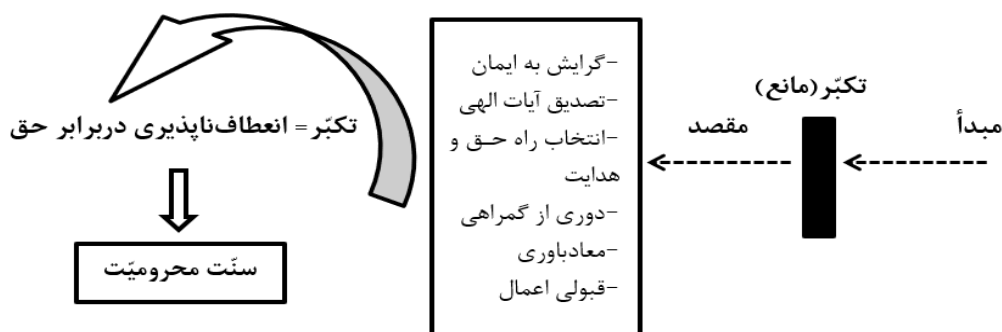 تکبّر (مانع)
مبدأ
مقصد
-گرایش به ایمان
-تصدیق آیات الهی
-انتخاب راه حـق و
هدایت
-دوری از گمراهی
-معادباوری
-قبولی اعمال
تکبّر = انعطاف‌ناپذیری دربرابر حق
سنّت محرومیّت